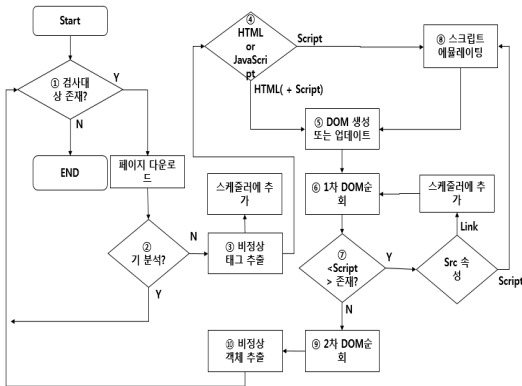 Start
① 검사대
상 존재?
Y
N
END
페이지 다운로
드
②
기 분석?
N
Y
스케줄러에 추
가
③ 비정상
태그 추출
④
HTML
or
JavaScri
pt
Script
HTML( + Script)
⑧ 스크립트
에뮬레이팅
⑤ DOM 생성
또는 업데이트
⑥ 1차 DOM순
회
스케줄러에 추
가
Link
⑦
<Script
> 존재?
Y
Src 속
성
Script
N
⑨ 2차 DOM순
회
⑩ 비정상
객체 추출